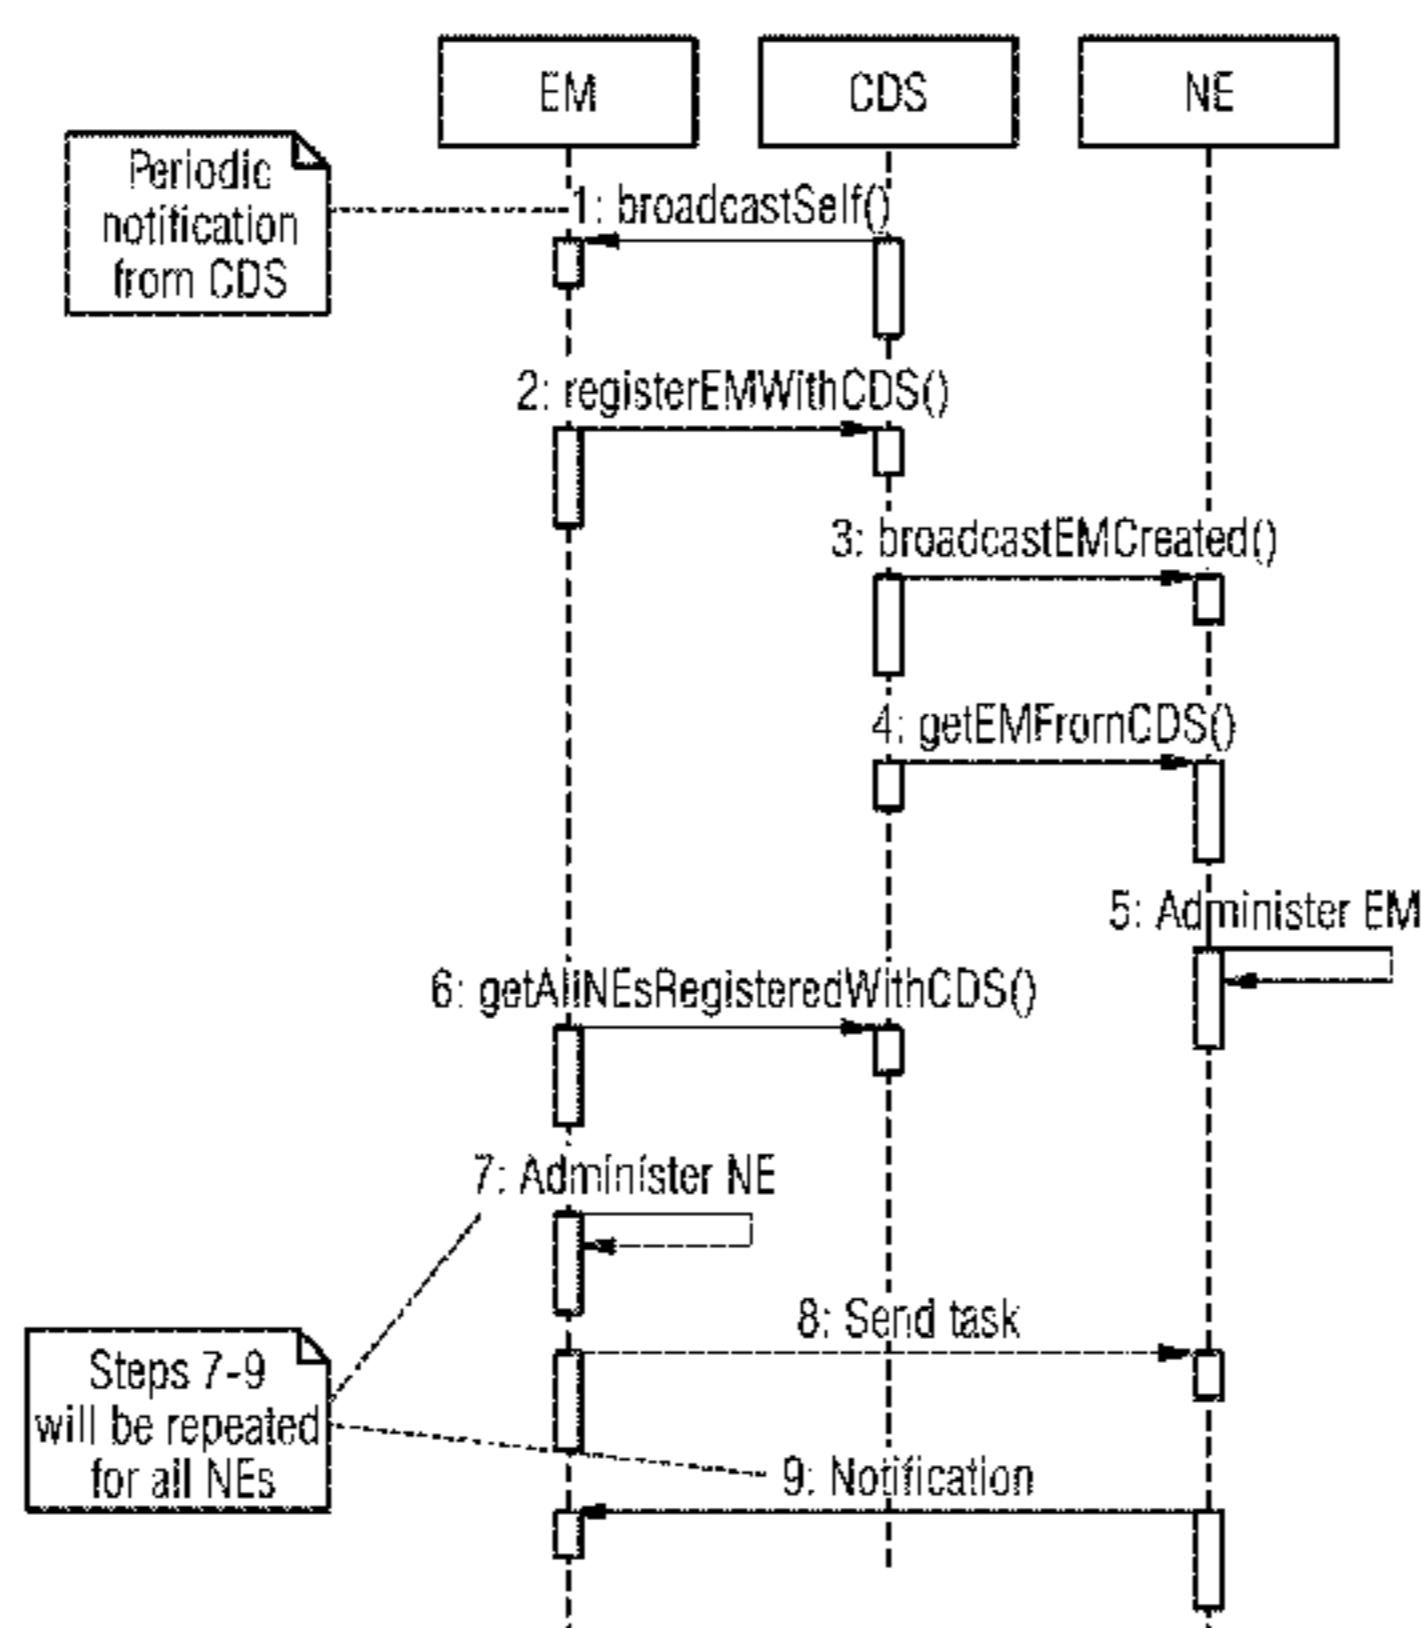 EM
CDS
NE
Periodic
notification
from CDS
1: broadcastSelf()
2: registerEMWithCDS()
3: broadcastEMCreated()
4: getEMFromCDS()
5: Administer EM
6: getAllNEsRegisteredWithCDS()
7: Administer NE
8: Send task
Steps 7-9
will be repeated
for all NEs
9: Notification